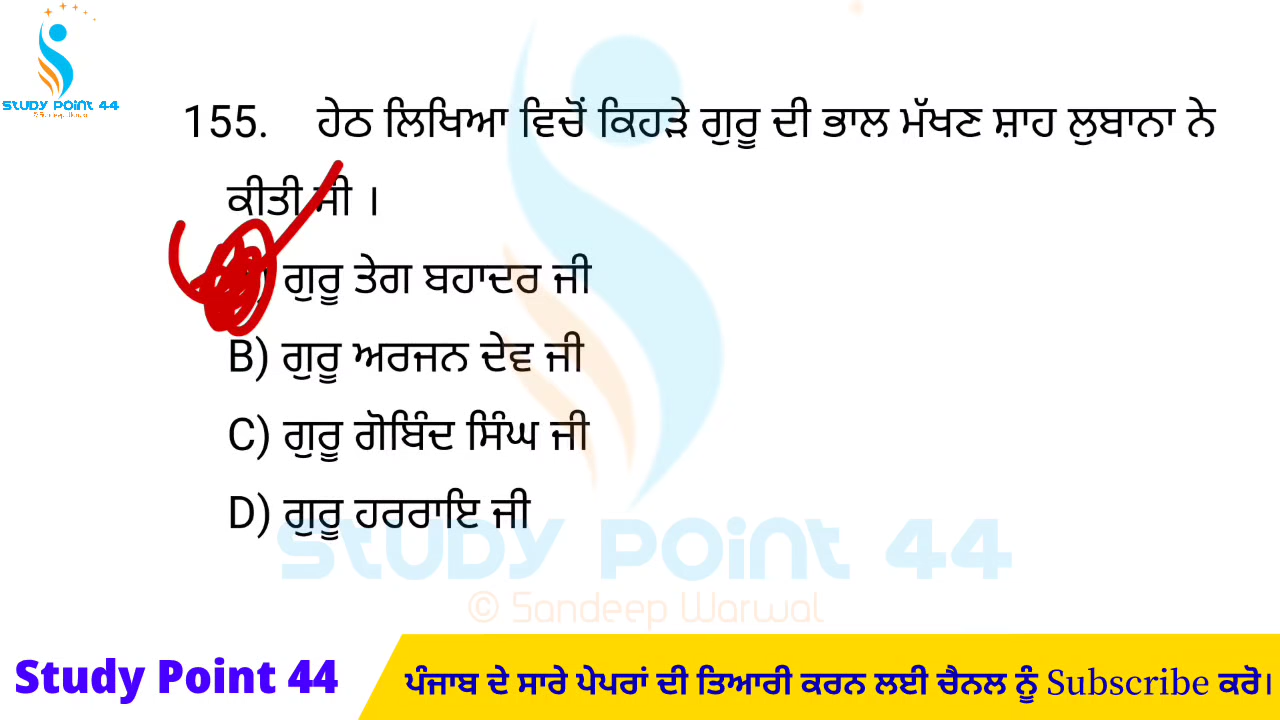 STUDY POINT 44
155. ਹੇਠ ਲਿਖਿਆ ਵਿਚੋਂ ਕਿਹੜੇ ਗੁਰੂ ਦੀ ਭਾਲ ਮੱਖਣ ਸ਼ਾਹ ਲੁਬਾਨਾ ਨੇ
ਕੀਤੀ ਸੀ ।
ਗੁਰੂ ਤੇਗ ਬਹਾਦਰ ਜੀ
B) ਗੁਰੂ ਅਰਜਨ ਦੇਵ ਜੀ
C) ਗੁਰੂ ਗੋਬਿੰਦ ਸਿੰਘ ਜੀ
D) ਗੁਰੂ ਹਰਰਾਇ ਜੀ
STUDY POINT 44
© Sandeep Warwal
Study Point 44
ਪੰਜਾਬ ਦੇ ਸਾਰੇ ਪੇਪਰਾਂ ਦੀ ਤਿਆਰੀ ਕਰਨ ਲਈ ਚੈਨਲ ਨੂੰ Subscribe ਕਰੋ।